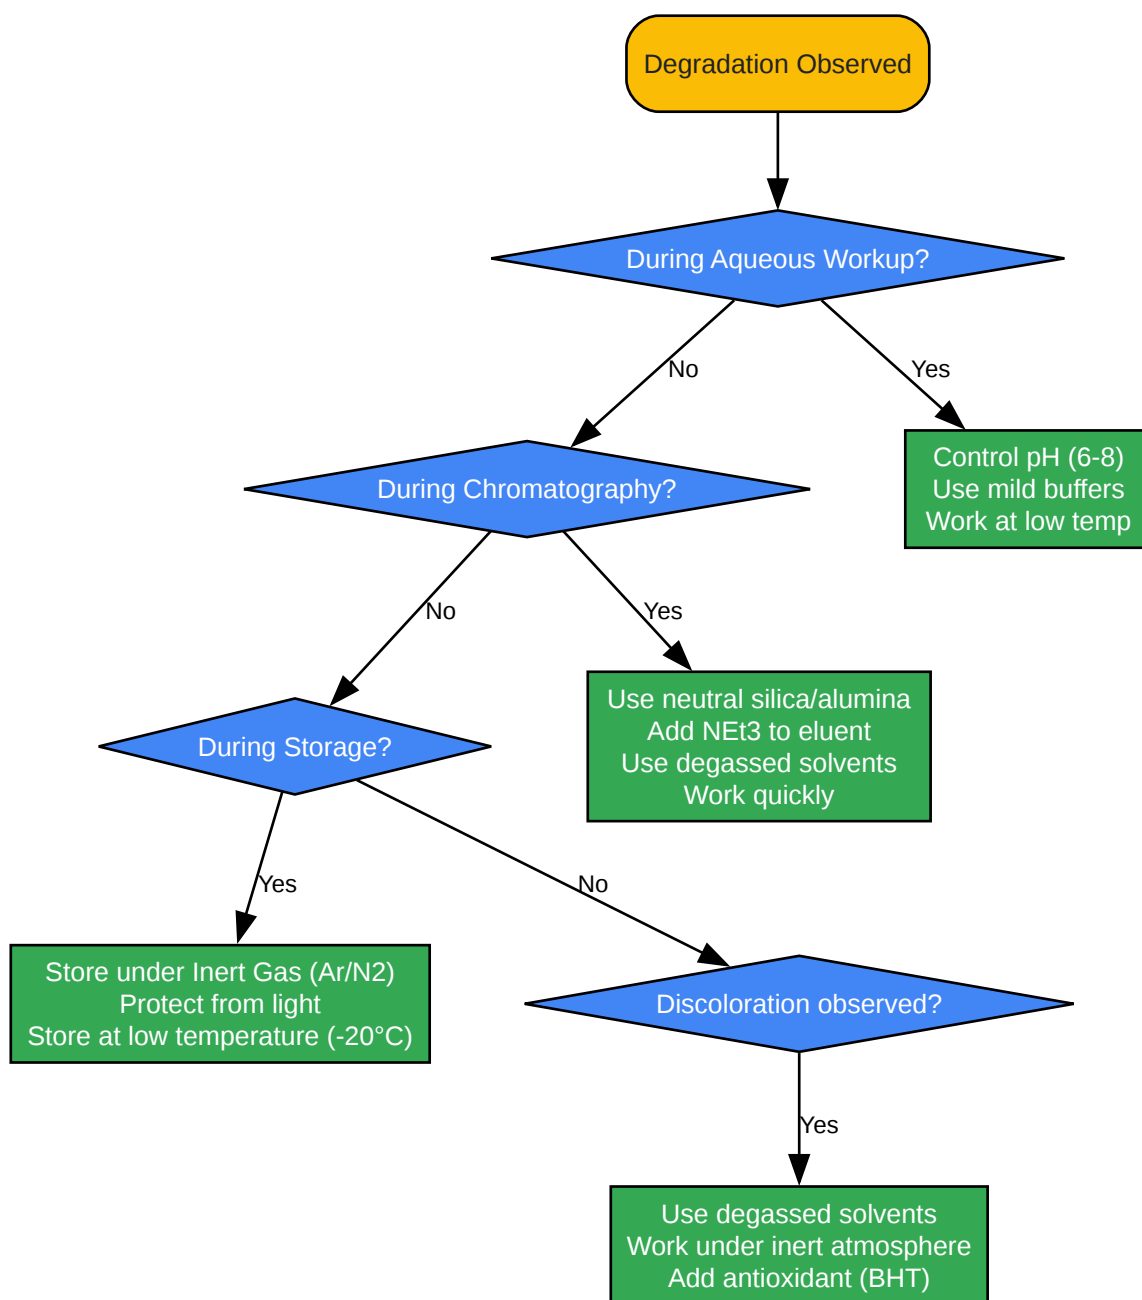 Degradation Observed
During Aqueous Workup?
No
Yes
Control pH (6-8)
Use mild buffers
Work at low temp
During Chromatography?
No
Yes
Use neutral silica/alumina
Add NEt3 to eluent
Use degassed solvents
Work quickly
During Storage?
Yes
No
Store under Inert Gas (Ar/N2)
Protect from light
Store at low temperature (-20°C)
Discoloration observed?
Yes
Use degassed solvents
Work under inert atmosphere
Add antioxidant (BHT)